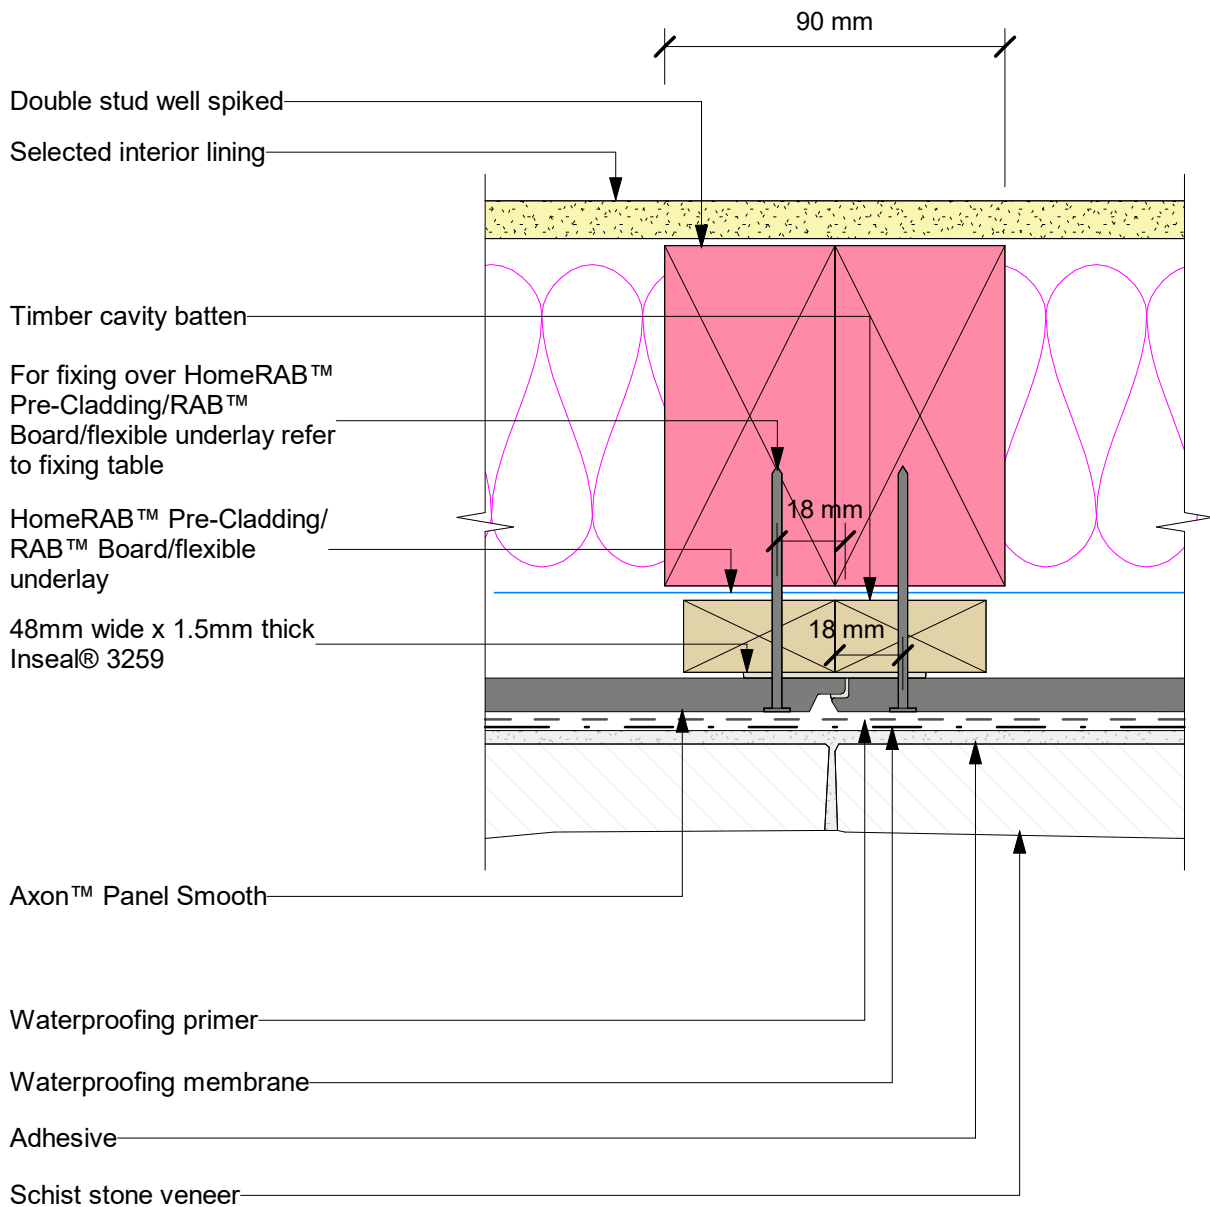 90 mm
Double stud well spiked
Selected interior lining
Timber cavity batten
For fixing over HomeRAB™
Pre-Cladding/RAB™
Board/flexible underlay refer
to fixing table
18 mm
HomeRAB™ Pre-Cladding/
RAB™ Board/flexible
underlay
48mm wide x 1.5mm thick
Inseal® 3259
18 mm
Axon™ Panel Smooth
Waterproofing primer
Waterproofing membrane
Adhesive
Schist stone veneer